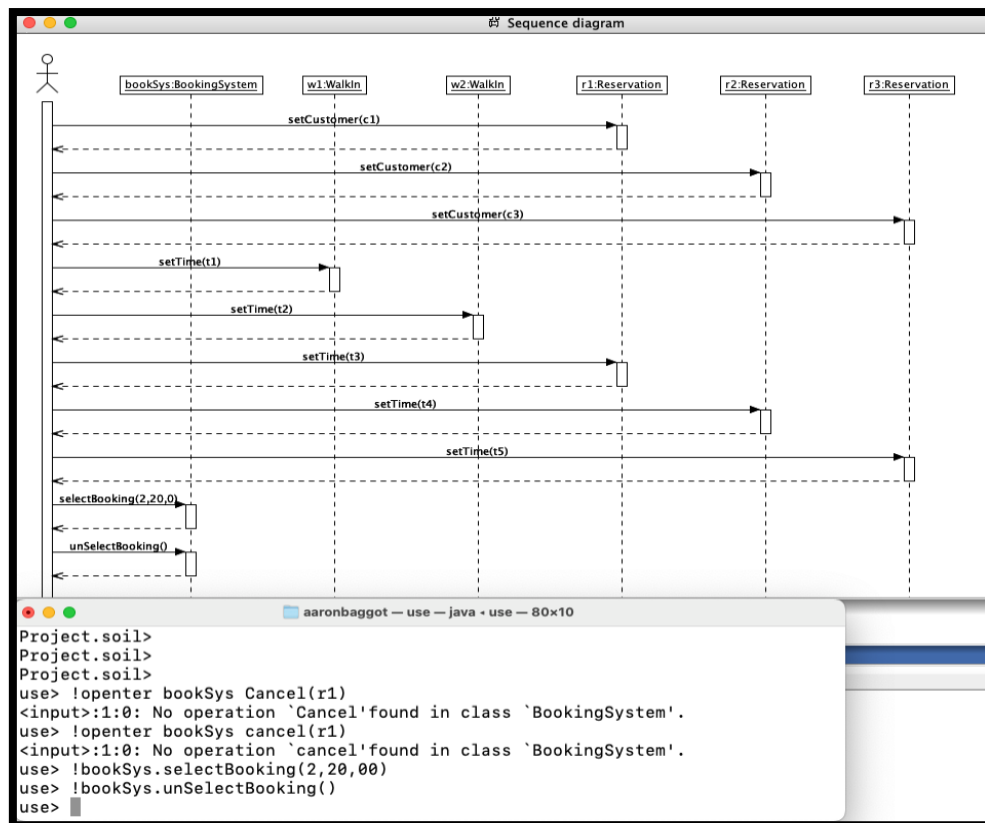 Sequence diagram
bookSys:BookingSystem w1:WalkIn w2:WalkIn r1:Reservation r2:Reservation r3:Reservation
setCustomer(c1)
setCustomer(c2)
setCustomer(c3)
setTime(t1)
setTime(t2)
setTime(t3)
setTime(t4)
setTime(t5)
selectBooking(2,20,0)
unSelectBooking()
aaronbaggot — use — java ◂ use — 80×10
Project.soil>
Project.soil>
Project.soil>
use> !openter bookSys Cancel(r1)
<input>:1:0: No operation `Cancel'found in class `BookingSystem'.
use> !openter bookSys cancel(r1)
<input>:1:0: No operation `cancel'found in class `BookingSystem'.
use> !bookSys.selectBooking(2,20,00)
use> !bookSys.unSelectBooking()
use>